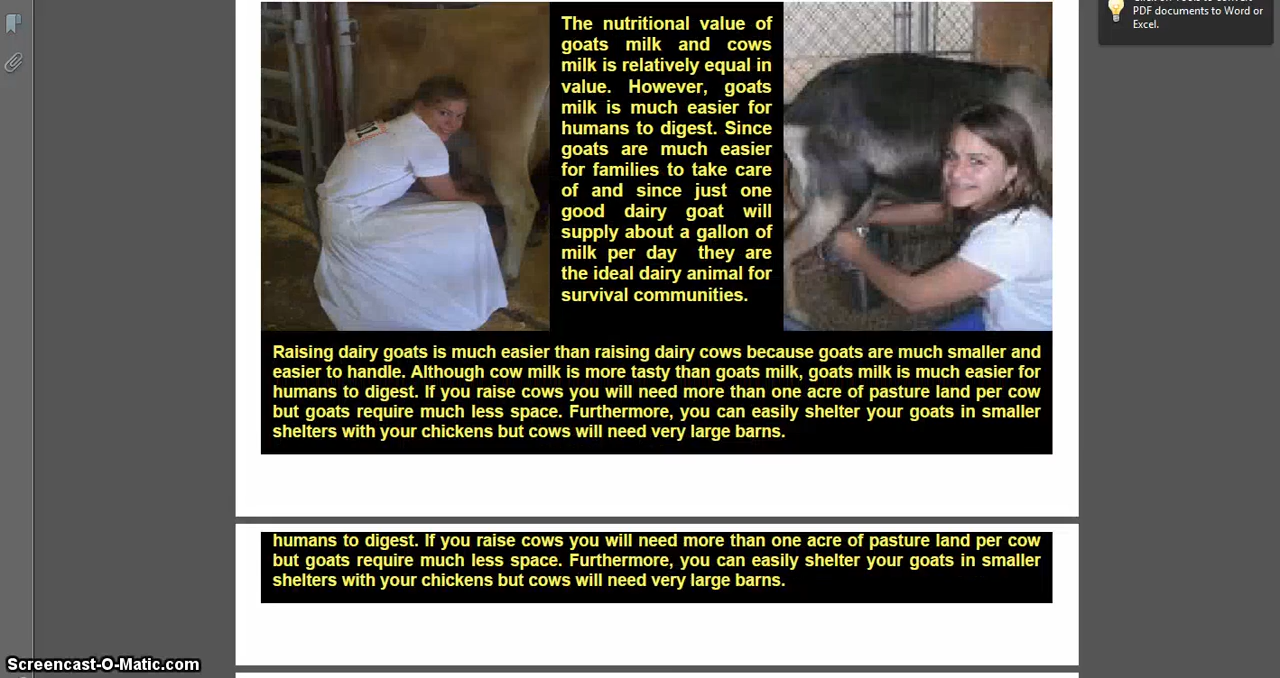 PDF documents to Word or
Excel.
The nutritional value of
goats milk and cows
milk is relatively equal in
value. However, goats
milk is much easier for
humans to digest. Since
goats are much easier
for families to take care
of and since just one
good dairy goat will
supply about a gallon of
milk per day they are
the ideal dairy animal for
survival communities.
Raising dairy goats is much easier than raising dairy cows because goats are much smaller and
easier to handle. Although cow milk is more tasty than goats milk, goats milk is much easier for
humans to digest. If you raise cows you will need more than one acre of pasture land per cow
but goats require much less space. Furthermore, you can easily shelter your goats in smaller
shelters with your chickens but cows will need very large barns.
humans to digest. If you raise cows you will need more than one acre of pasture land per cow
but goats require much less space. Furthermore, you can easily shelter your goats in smaller
shelters with your chickens but cows will need very large barns.
Screencast-O-Matic.com